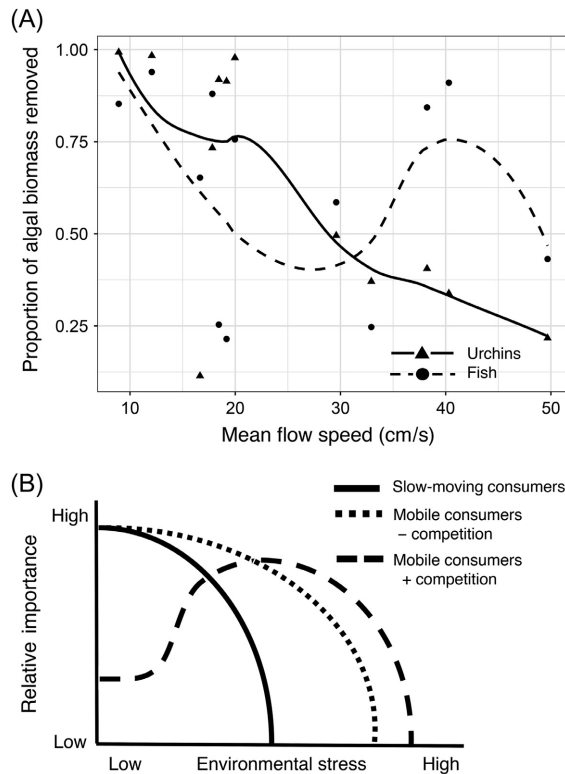 (A)
Proportion of algal biomass removed
1.00
0.75
0.50
0.25
10 20 30 40 50
Mean flow speed (cm/s)
Urchins
Fish
(B)
Relative importance
High
Low
Low Environmental stress High
Slow-moving consumers
Mobile consumers
– competition
Mobile consumers
+ competition